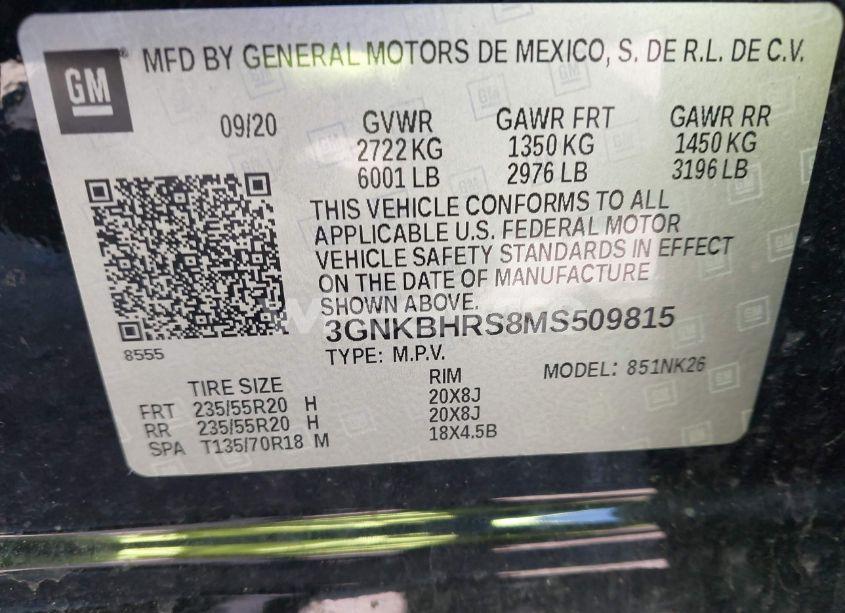 GM ® MFD BY GENERAL MOTORS DE MEXICO, S. DE R.L. DE C.V.
09/20 GVWR GAWR FRT GAWR RR
2722 KG 1350 KG 1450 KG
6001 LB 2976 LB 3196 LB
THIS VEHICLE CONFORMS TO ALL
APPLICABLE U.S. FEDERAL MOTOR
VEHICLE SAFETY STANDARDS IN EFFECT
ON THE DATE OF MANUFACTURE
SHOWN ABOVE.
3GNKBHRS8MS509815
8555 TYPE: M.P.V. MODEL: 851NK26
TIRE SIZE RIM
FRT 235/55R20 H 20X8J
RR 235/55R20 H 20X8J
SPA T135/70R18 M 18X4.5B